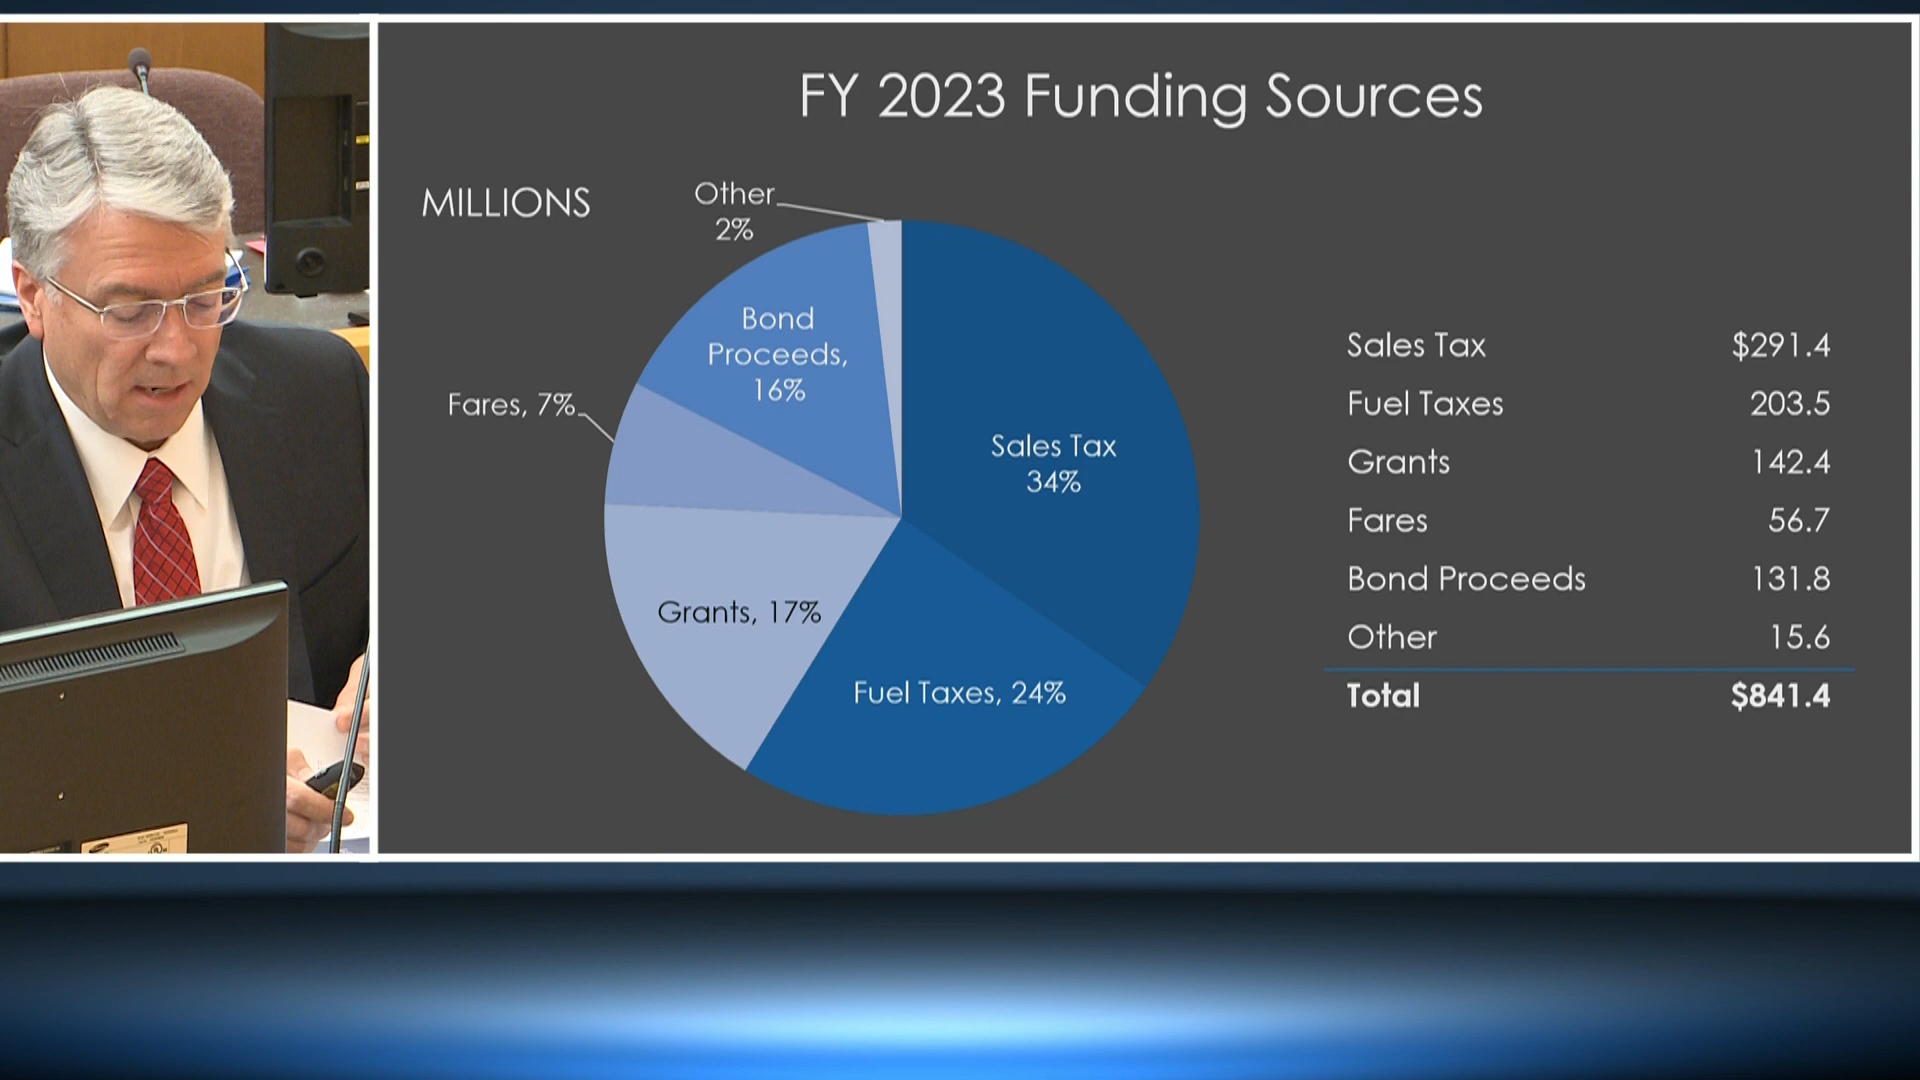 FY 2023 Funding Sources
MILLIONS
Other
2%
Bond
Proceeds,
16%
Fares, 7%
Sales Tax
34%
Grants, 17%
Fuel Taxes, 24%
Sales Tax $291.4
Fuel Taxes 203.5
Grants 142.4
Fares 56.7
Bond Proceeds 131.8
Other 15.6
Total $841.4